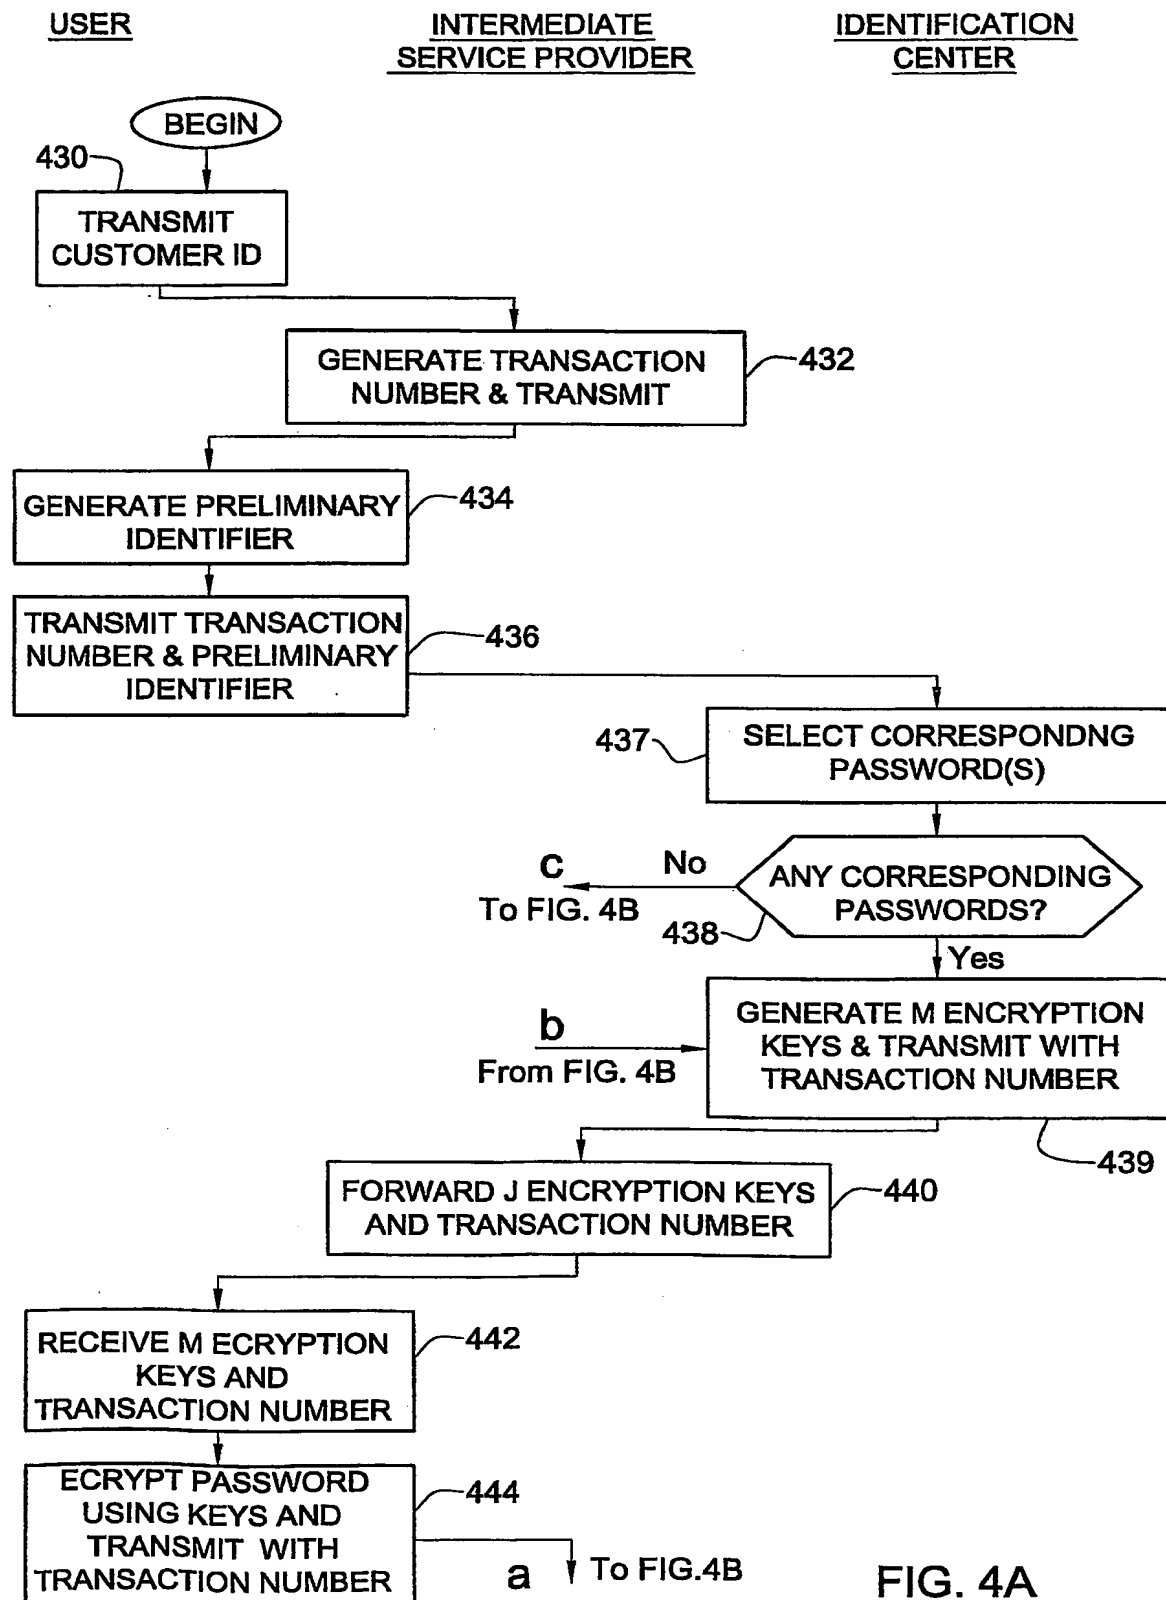 USER
INTERMEDIATE
SERVICE PROVIDER
IDENTIFICATION
CENTER
BEGIN
430
TRANSMIT
CUSTOMER ID
GENERATE TRANSACTION
NUMBER & TRANSMIT
432
GENERATE PRELIMINARY
IDENTIFIER
434
TRANSMIT TRANSACTION
NUMBER & PRELIMINARY
IDENTIFIER
436
437
SELECT CORRESPONDNG
PASSWORD(S)
c
To FIG. 4B
No
ANY CORRESPONDING
PASSWORDS?
438
Yes
b
From FIG. 4B
GENERATE M ENCRYPTION
KEYS & TRANSMIT WITH
TRANSACTION NUMBER
439
FORWARD J ENCRYPTION KEYS
AND TRANSACTION NUMBER
440
RECEIVE M ECRYPTION
KEYS AND
TRANSACTION NUMBER
442
ECRYPT PASSWORD
USING KEYS AND
TRANSMIT WITH
TRANSACTION NUMBER
444
a
To FIG.4B
FIG. 4A